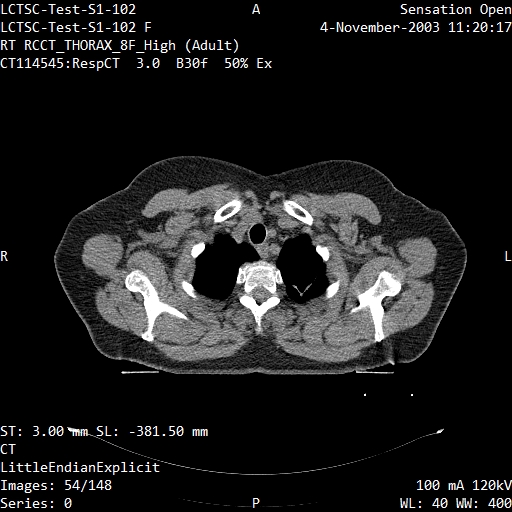 LCTSC-Test-S1-102
A
Sensation Open
LCTSC-Test-S1-102 F
4-November-2003 11:20:17
RT RCCT_THORAX_8F_High (Adult)
CT114545:RespCT 3.0 B30f 50% Ex
R
L
ST: 3.00 mm SL: -381.50 mm
CT
LittleEndianExplicit
Images: 54/148
100 mA 120kV
Series: 0
P
WL: 40 WW: 400